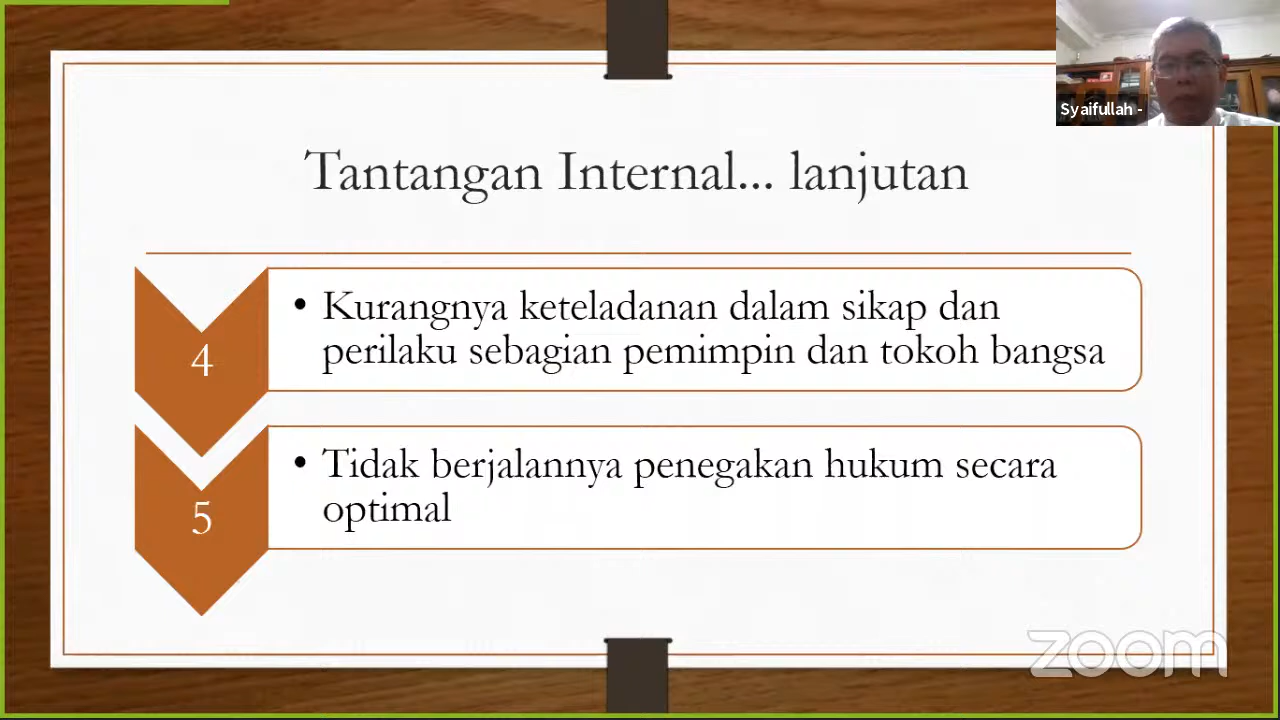 Syaifullah -
Tantangan Internal... lanjutan
4
• Kurangnya keteladanan dalam sikap dan
perilaku sebagian pemimpin dan tokoh bangsa
5
• Tidak berjalannya penegakan hukum secara
optimal
zoom